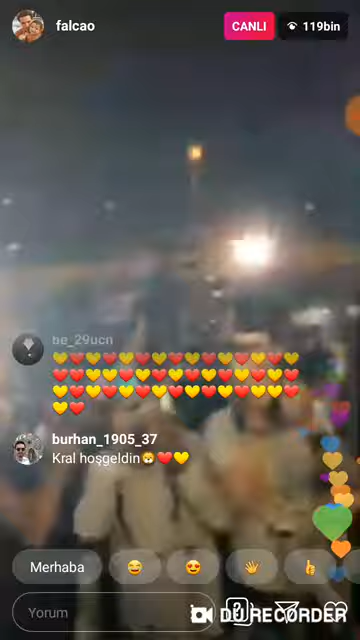 falcao
CANLI
119bin
be_29ucn
💛❤️💛❤️💛❤️💛❤️💛❤️💛❤️💛❤️💛
❤️❤️💛💛❤️💛❤️💛❤️💛❤️💛❤️💛❤️
💛❤️💛❤️💛❤️💛❤️💛❤️💛❤️💛💛❤️
💛❤️
burhan_1905_37
Kral hoşgeldin🦁❤️💛
Merhaba 😂 😍 👋 👍
Yorum
DU RECORDER